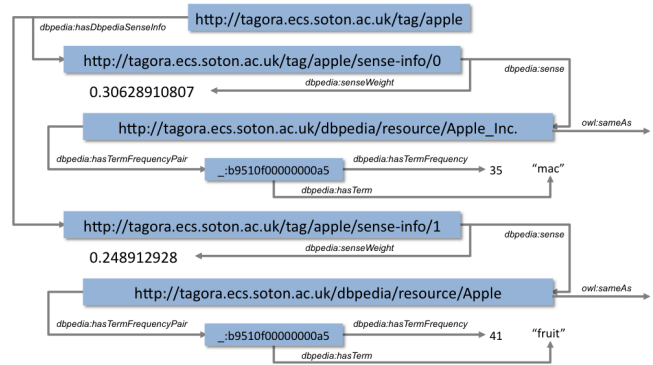 http://tagora.ecs.soton.ac.uk/tag/apple
dbpedia:hasDbpediaSenseInfo
http://tagora.ecs.soton.ac.uk/tag/apple/sense-info/0
dbpedia:sense
dbpedia:senseWeight
0.30628910807
http://tagora.ecs.soton.ac.uk/dbpedia/resource/Apple_Inc.
owl:sameAs
dbpedia:hasTermFrequencyPair
dbpedia:hasTermFrequency
_:b9510f00000000a5
35
“mac”
dbpedia:hasTerm
http://tagora.ecs.soton.ac.uk/tag/apple/sense-info/1
dbpedia:sense
dbpedia:senseWeight
0.248912928
http://tagora.ecs.soton.ac.uk/dbpedia/resource/Apple
owl:sameAs
dbpedia:hasTermFrequencyPair
dbpedia:hasTermFrequency
_:b9510f00000000a5
41
“fruit”
dbpedia:hasTerm